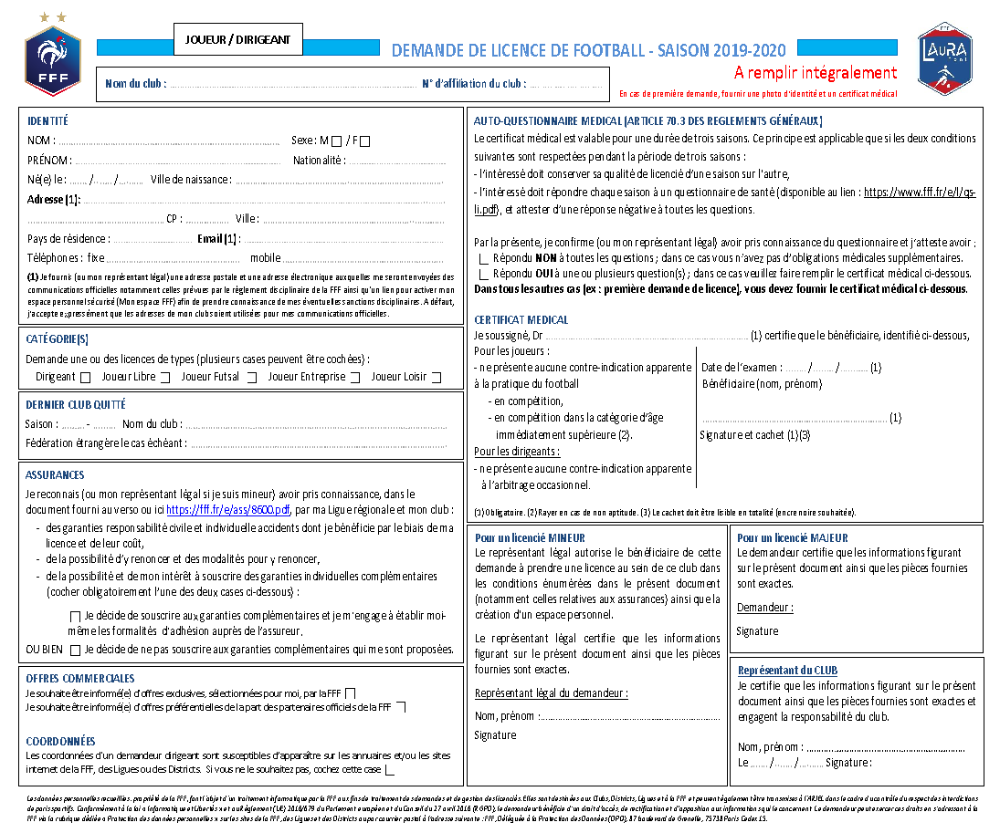 FFF
JOUEUR / DIRIGEANT
DEMANDE DE LICENCE DE FOOTBALL - SAISON 2019-2020
FFF
LAURA
Foot
A remplir intégralement
Nom du club : N° d'affiliation du club :
En cas de première demande, fournir une photo d'identité et un certificat médical
IDENTITÉ
NOM : Sexe : M / F
PRÉNOM : Nationalité :
Né(e) le : / / Ville de naissance :
Adresse (1):
CP : Ville :
Pays de résidence : Email (1) :
Téléphones : fixe mobile
(1) Je fournis (ou mon représentant légal) une adresse postale et une adresse électronique auxquelles me seront envoyées des
communications officielles notamment celles prévues par le règlement disciplinaire de la FFF ainsi qu'un lien pour activer mon
espace personnel sécurisé (Mon espace FFF) afin de prendre connaissance de mes éventuelles sanctions disciplinaires. A défaut,
j'accepte expressément que les adresses de mon clubs oient utilisées pour mes communications officielles.
CATÉGORIE(S)
Demande une ou des licences de types (plusieurs cases peuvent être cochées) :
Dirigeant Joueur Libre Joueur Futsal Joueur Entreprise Joueur Loisir
DERNIER CLUB QUITTÉ
Saison : - Nom du club :
Fédération étrangère le cas échéant :
ASSURANCES
Je reconnais (ou mon représentant légal si je suis mineur) avoir pris connaissance, dans le
document fourni au verso ou ici https://fff.fr/e/ass/8600.pdf, par ma Ligue régionale et mon club :
- des garanties responsabilité civile et individuelle accidents dont je bénéficie par le biais de ma
licence et de leur coût,
- de la possibilité d'y renoncer et des modalités pour y renoncer,
- de la possibilité et de mon intérêt à souscrire des garanties individuelles complémentaires
(cocher obligatoirement l'une des deux cases ci-dessous) :
Je décide de souscrire aux garanties complémentaires et je m'engage à établir moi-
même les formalités d'adhésion auprès de l'assureur.
OU BIEN Je décide de ne pas souscrire aux garanties complémentaires qui me sont proposées.
OFFRES COMMERCIALES
Je souhaite être informé(e) d'offres exclusives, sélectionnées pour moi, par la FFF
Je souhaite être informé(e) d'offres préférentielles de la part des partenaires officiels de la FFF
COORDONNÉES
Les coordonnées d'un demandeur dirigeant sont susceptibles d'apparaître sur les annuaires et/ou les sites
internet de la FFF, des Ligues ou des Districts. Si vous ne le souhaitez pas, cochez cette case
AUTO-QUESTIONNAIRE MEDICAL (ARTICLE 70.3 DES REGLEMENTS GÉNÉRAUX)
Le certificat médical est valable pour une durée de trois saisons. Ce principe est applicable que si les deux conditions
suivantes sont respectées pendant la période de trois saisons :
- l'intéressé doit conserver sa qualité de licencié d'une saison sur l'autre,
- l'intéressé doit répondre chaque saison à un questionnaire de santé (disponible au lien : https://www.fff.fr/e/l/qs-
li.pdf), et attester d'une réponse négative à toutes les questions.
Par la présente, je confirme (ou mon représentant légal) avoir pris connaissance du questionnaire et j'atteste avoir :
Répondu NON à toutes les questions ; dans ce cas vous n'avez pas d'obligations médicales supplémentaires.
Répondu OUI à une ou plusieurs question(s) ; dans ce cas veuillez faire remplir le certificat médical ci-dessous.
Dans tous les autres cas (ex : première demande de licence), vous devez fournir le certificat médical ci-dessous.
CERTIFICAT MEDICAL
Je soussigné, Dr (1) certifie que le bénéficiaire, identifié ci-dessous,
Pour les joueurs :
- ne présente aucune contre-indication apparente
à la pratique du football
- en compétition,
- en compétition dans la catégorie d'âge
immédiatement supérieure (2).
Pour les dirigeants :
- ne présente aucune contre-indication apparente
à l'arbitrage occasionnel.
Date de l'examen : / / (1)
Bénéficiaire (nom, prénom)
(1)
Signature et cachet (1)(3)
(1) Obligatoire. (2) Rayer en cas de non aptitude. (3) Le cachet doit être lisible en totalité (encre noire souhaitée).
Pour un licencié MINEUR
Le représentant légal autorise le bénéficiaire de cette
demande à prendre une licence au sein de ce club dans
les conditions énumérées dans le présent document
(notamment celles relatives aux assurances) ainsi que la
création d'un espace personnel.
Le représentant légal certifie que les informations
figurant sur le présent document ainsi que les pièces
fournies sont exactes.
Représentant légal du demandeur :
Nom, prénom :
Signature
Pour un licencié MAJEUR
Le demandeur certifie que les informations figurant
sur le présent document ainsi que les pièces fournies
sont exactes.
Demandeur :
Signature
Représentant du CLUB
Je certifie que les informations figurant sur le présent
document ainsi que les pièces fournies sont exactes et
engagent la responsabilité du club.
Nom, prénom :
Le / / Signature :
Les données personnelles recueillies, propriété de la FFF, font l'objet d'un traitement informatique par la FFF aux fins de traitement des demandes et gestion des licenciés. Elles sont destinées aux Clubs, Districts, Ligues et à la FFF et peuvent également être transmises à l'ARJEL dans le cadre du contrôle du respect des interdictions
de paris sportifs. Conformément à la loi « Informatique et Libertés » et au Règlement (UE) 2016/679 du Parlement européen et du Conseil du 27 avril 2016 (RGPD), le demandeur bénéficie d'un droit d'accès, de rectification et d'opposition aux informations qui le concernent. Le demandeur peut exercer ces droits en s'adressant à la
FFF via la rubrique dédiée « Protection des données personnelles » sur les sites de la FFF, des Ligues et des Districts ou par courrier postal à l'adresse suivante : FFF, Déléguée à la Protection des Données (DPO), 87 boulevard de Grenelle, 75738 Paris Cedex 15.